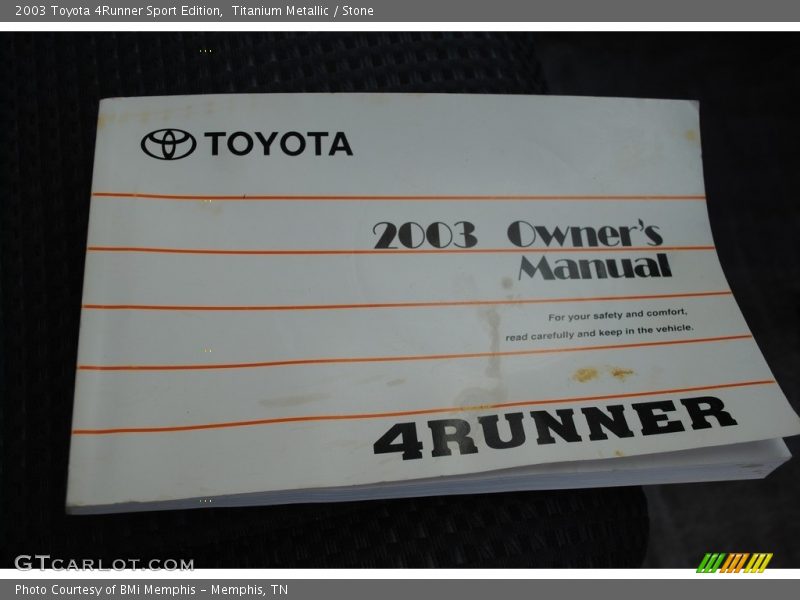 2003 Toyota 4Runner Sport Edition,  Titanium Metallic / Stone
TOYOTA
2003 Owner's
Manual
For your safety and comfort,
read carefully and keep in the vehicle.
4RUNNER
GTCARLOT.COM
Photo Courtesy of BMi Memphis - Memphis, TN